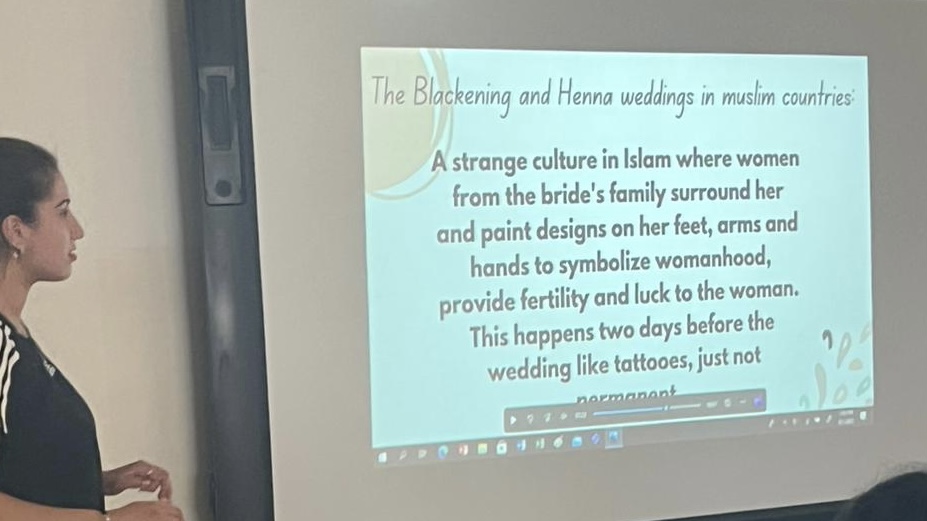 The Blackening and Henna weddings in muslim countries:
A strange culture in Islam where women
from the bride's family surround her
and paint designs on her feet, arms and
hands to symbolize womanhood,
provide fertility and luck to the woman.
This happens two days before the
wedding like tattooes, just not
permanent